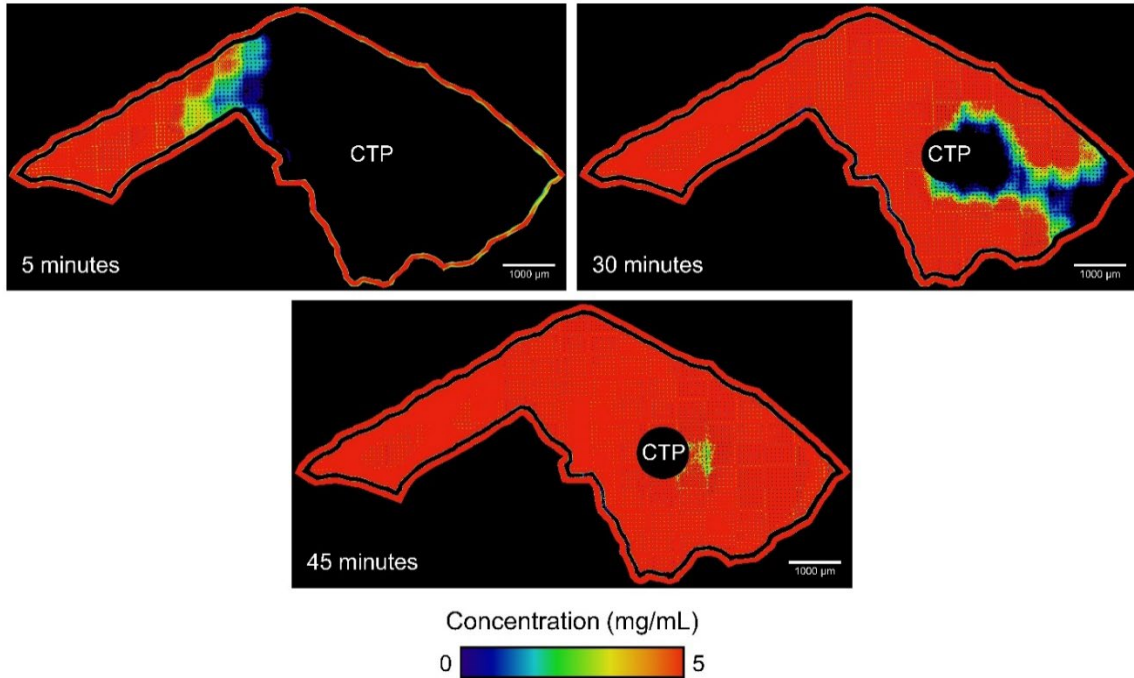 CTP
5 minutes
1000 µm
CTP
30 minutes
1000 µm
CTP
45 minutes
1000 µm
Concentration (mg/mL)
0 5